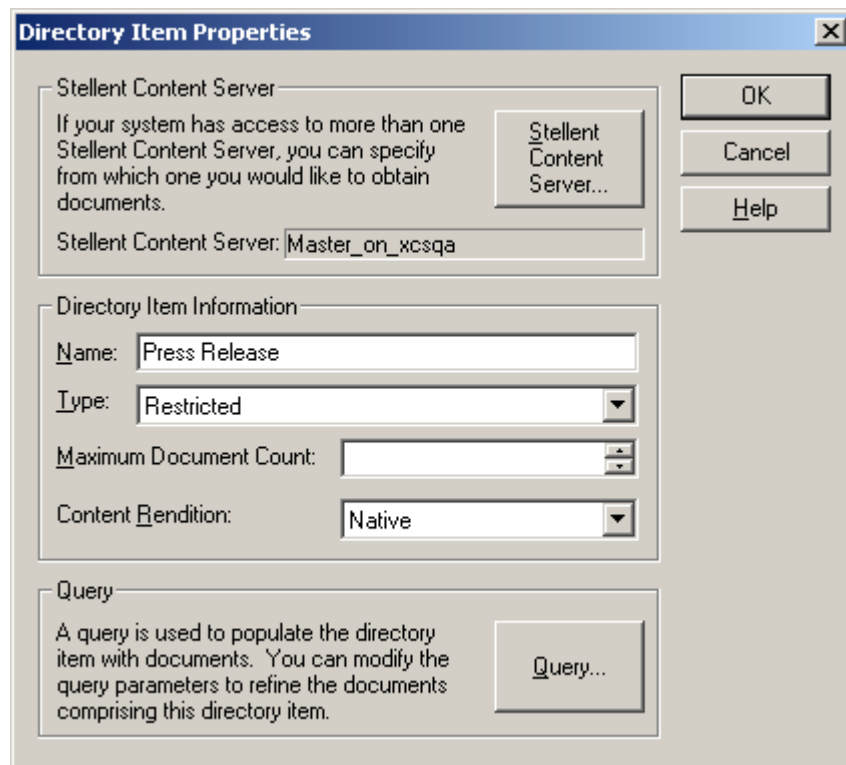 Directory Item Properties
Stellent Content Server
If your system has access to more than one
Stellent Content Server, you can specify
from which one you would like to obtain
documents.
Stellent
Content
Server...
Stellent Content Server: Master_on_xcsqa
OK
Cancel
Help
Directory Item Information
Name: Press Release
Type: Restricted
Maximum Document Count:
Content Rendition: Native
Query
A query is used to populate the directory
item with documents.  You can modify the
query parameters to refine the documents
comprising this directory item.
Query...